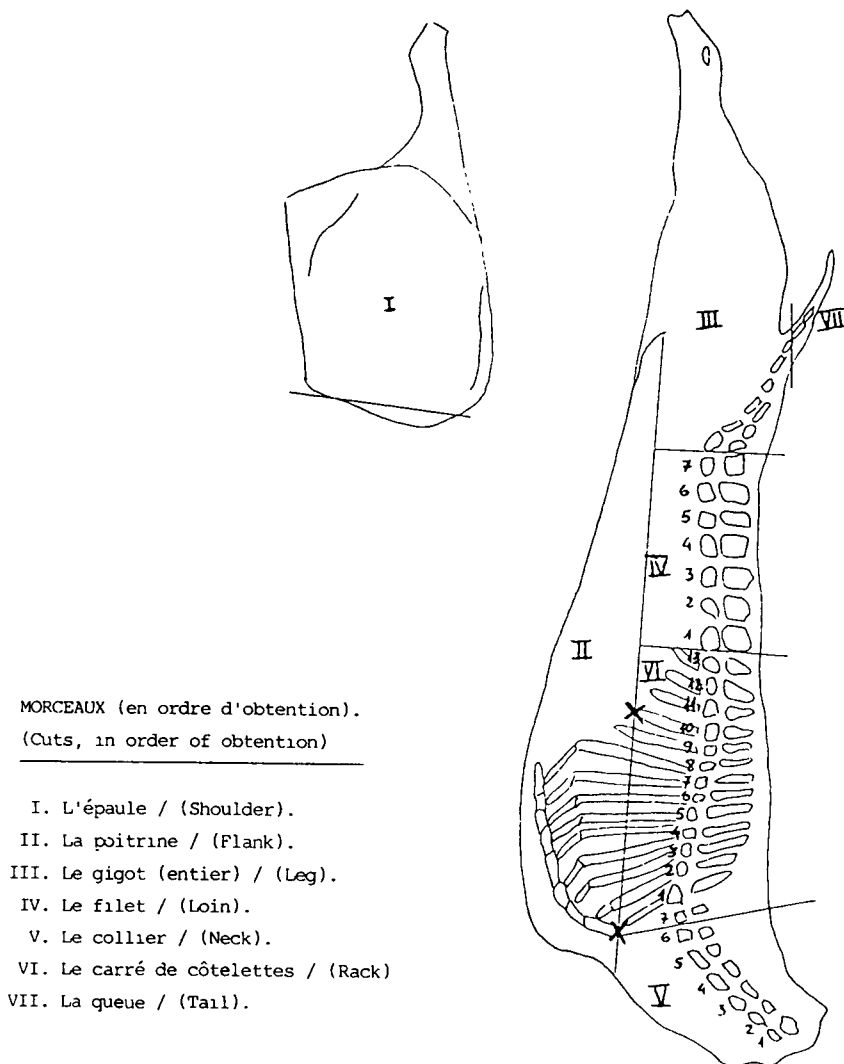 I
III
VII
7
6
5
4
IV
3
2
1
II
VI
13
12
11
10
9
8
7
6
5
4
3
2
1
7
6
5
4
3
2
1
V
MORCEAUX (en ordre d'obtention).
(Cuts, in order of obtention)
I. L'épaule / (Shoulder).
II. La poitrine / (Flank).
III. Le gigot (entier) / (Leg).
IV. Le filet / (Loin).
V. Le collier / (Neck).
VI. Le carré de côtelettes / (Rack)
VII. La queue / (Tail).